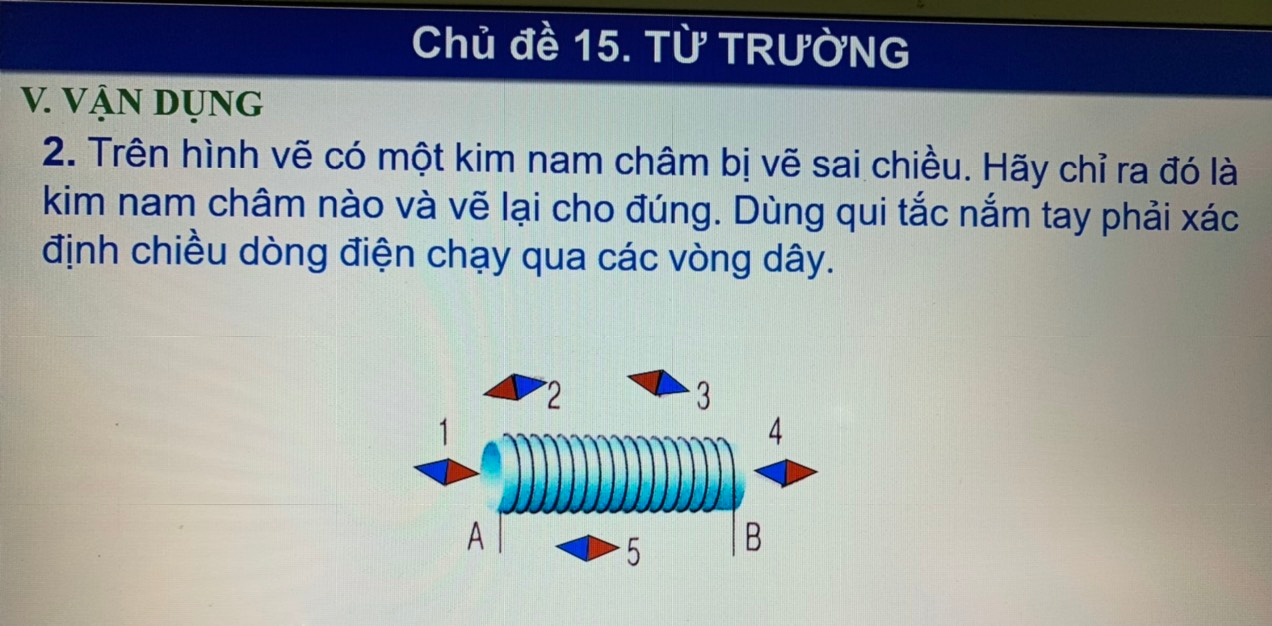 Chủ đề 15. TỪ TRƯỜNG
V. VẬN DỤNG
2. Trên hình vẽ có một kim nam châm bị vẽ sai chiều. Hãy chỉ ra đó là
kim nam châm nào và vẽ lại cho đúng. Dùng qui tắc nắm tay phải xác
định chiều dòng điện chạy qua các vòng dây.
2
3
1
4
A
5
B